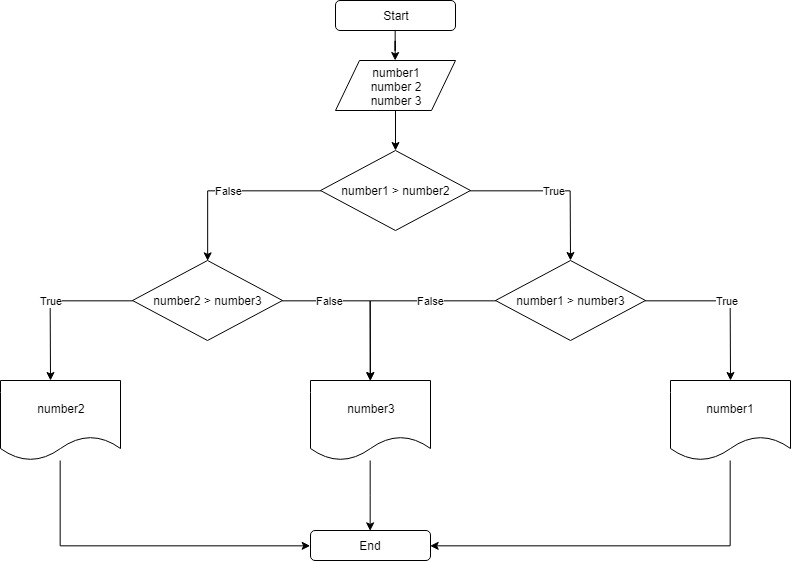 Start
number1
number 2
number 3
number1 > number2
False
True
number2 > number3
number1 > number3
True
False
False
True
number2
number3
number1
End